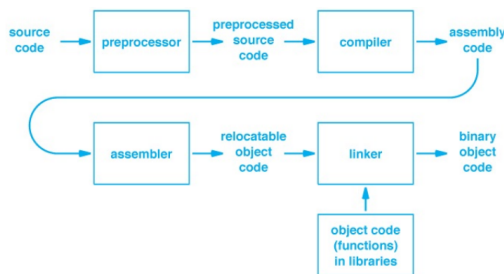 source
code
preprocessor
preprocessed
source
code
compiler
assembly
code
assembler
relocatable
object
code
linker
binary
object
code
object code
(functions)
in libraries